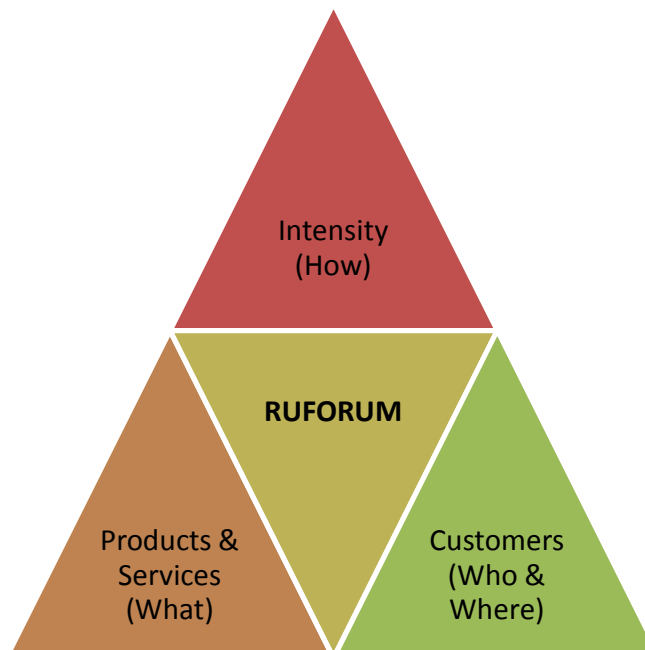 Intensity
(How)
RUFORUM
Products &
Services
(What)
Customers
(Who &
Where)